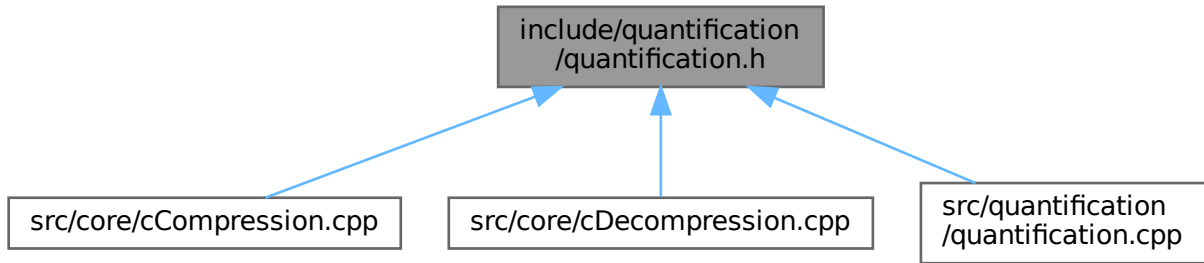 include/quantification
/quantification.h
src/core/cCompression.cpp
src/core/cDecompression.cpp
src/quantification
/quantification.cpp